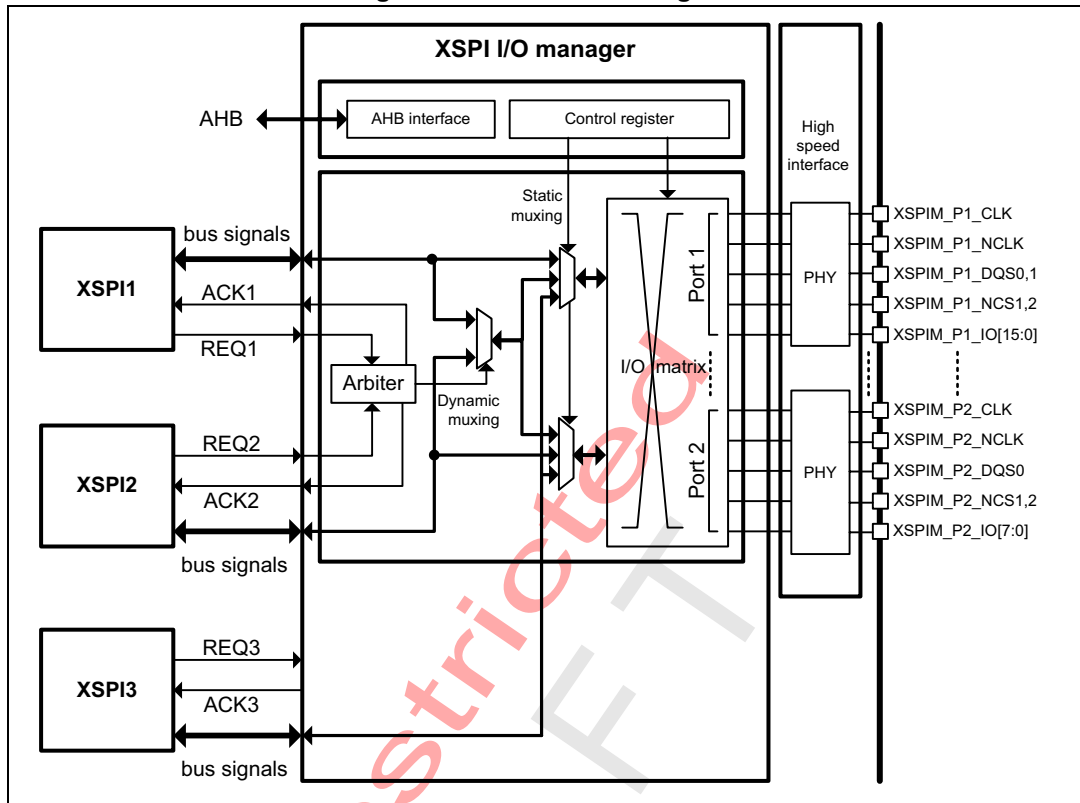 XSPI I/O manager
AHB
AHB interface
Control register
High
speed
interface
Static
muxing
XSPI1
bus signals
ACK1
REQ1
Arbiter
Dynamic
muxing
I/O matrix
Port 1
Port 2
PHY
XSPIM_P1_CLK
XSPIM_P1_NCLK
XSPIM_P1_DQS0,1
XSPIM_P1_NCS1,2
XSPIM_P1_IO[15:0]
XSPI2
REQ2
ACK2
bus signals
PHY
XSPIM_P2_CLK
XSPIM_P2_NCLK
XSPIM_P2_DQS0
XSPIM_P2_NCS1,2
XSPIM_P2_IO[7:0]
XSPI3
REQ3
ACK3
bus signals
stricted
F T